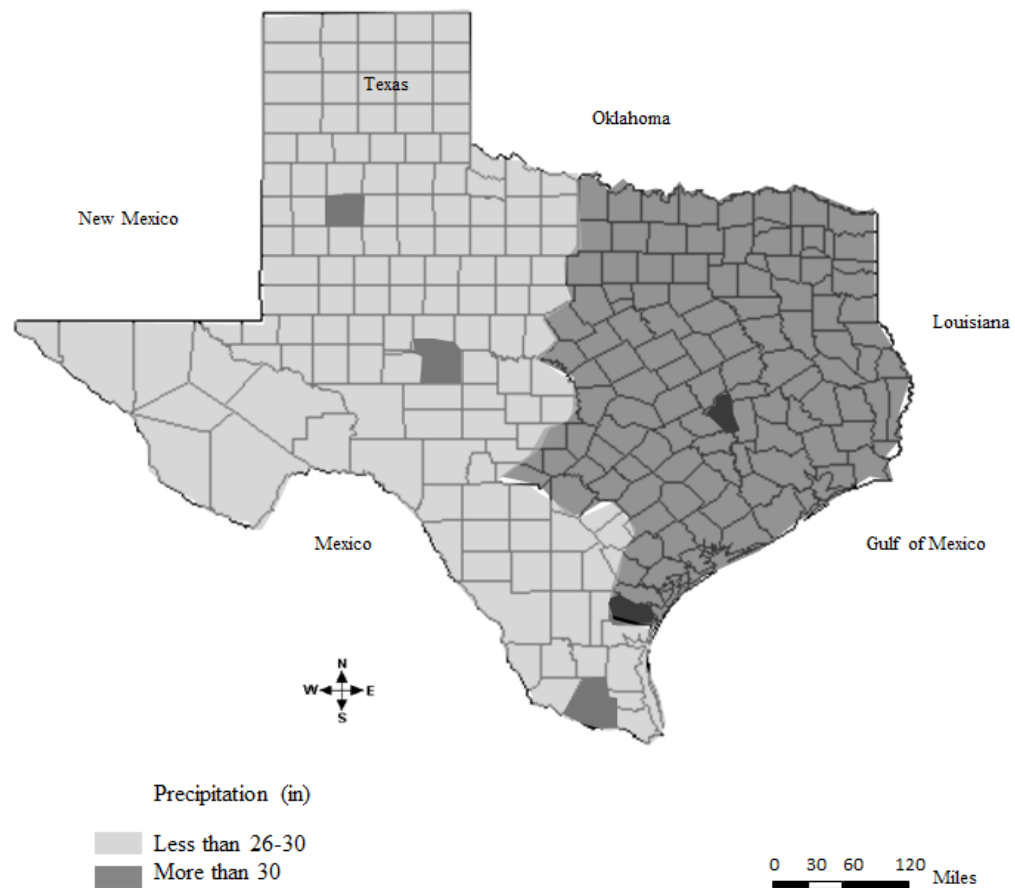 Texas
Oklahoma
New Mexico
Louisiana
Mexico
Gulf of Mexico
N
W E
S
Precipitation (in)
Less than 26-30
More than 30
0 30 60 120 Miles